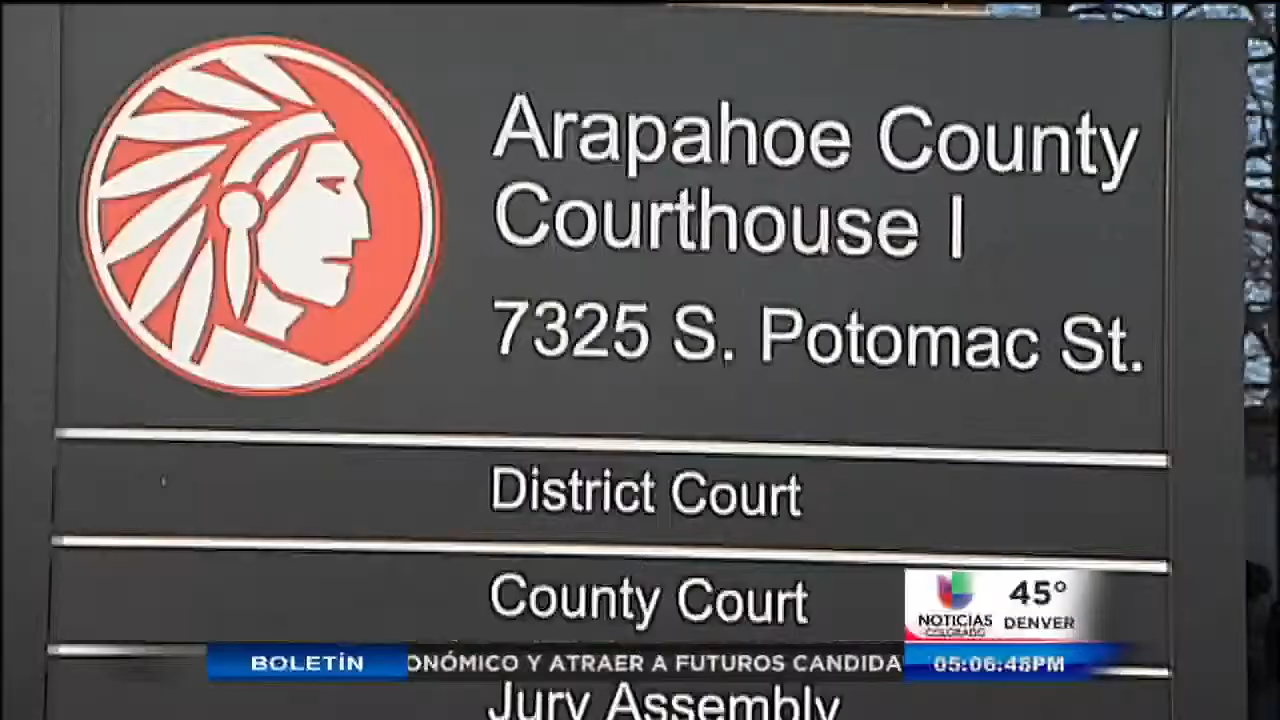 Arapahoe County
Courthouse I
7325 S. Potomac St.
District Court
County Court
Jury Assembly
NOTICIAS
COLORADO
45°
DENVER
BOLETÍN
ONÓMICO Y ATRAER A FUTUROS CANDIDA
05:06:48PM